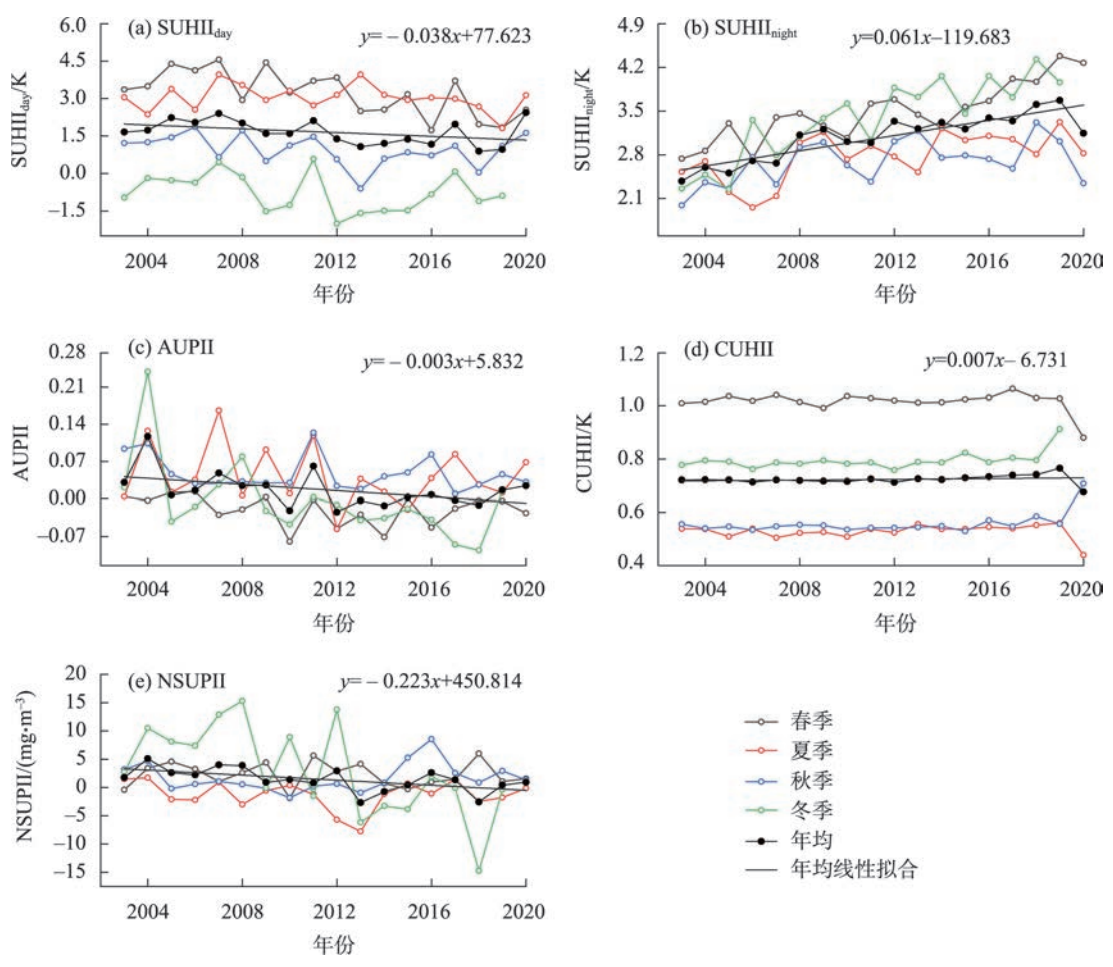 (a) SUHIIday
y= – 0.038x+77.623
SUHIIday/K
6.0
4.5
3.0
1.5
0.0
–1.5
2004 2008 2012 2016 2020
年份
(b) SUHIInight
y=0.061x–119.683
SUHIInight/K
4.9
4.2
3.5
2.8
2.1
2004 2008 2012 2016 2020
年份
(c) AUPII
y= – 0.003x+5.832
AUPII
0.28
0.21
0.14
0.07
0.00
–0.07
2004 2008 2012 2016 2020
年份
(d) CUHII
y=0.007x– 6.731
CUHII/K
1.2
1.0
0.8
0.6
0.4
2004 2008 2012 2016 2020
年份
(e) NSUPII
y= – 0.223x+450.814
NSUPII/(mg·m–3)
20
15
10
5
0
–5
–10
–15
2004 2008 2012 2016 2020
年份
春季
夏季
秋季
冬季
年均
年均线性拟合